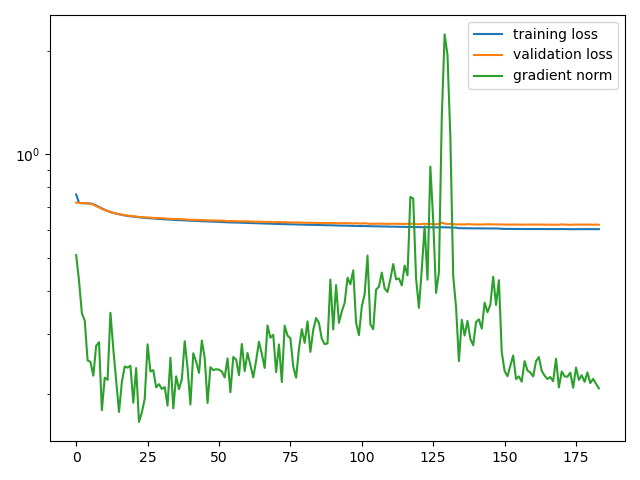 training loss
validation loss
gradient norm
10⁰
0 25 50 75 100 125 150 175